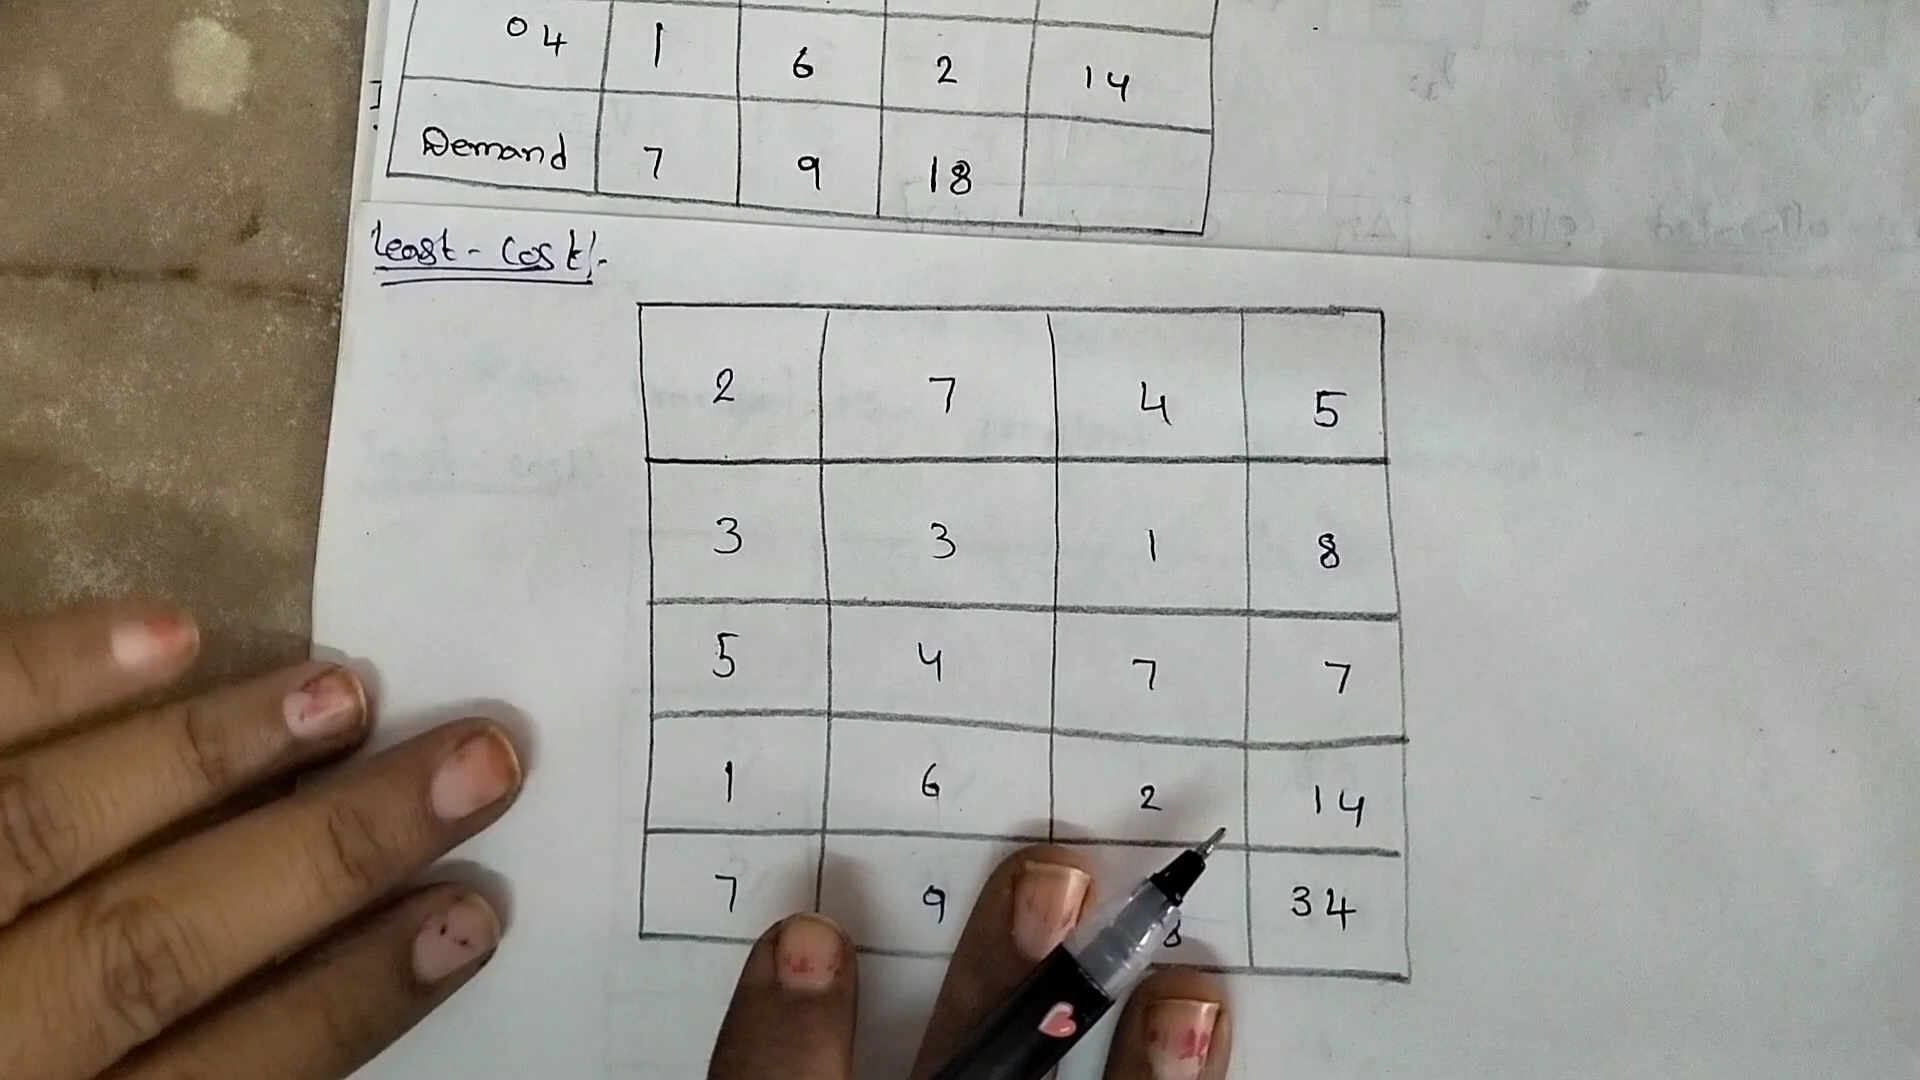 04 1 6 2 14
Demand 7 9 18
Least-Cost:-
2 7 4 5
3 3 1 8
5 4 7 7
1 6 2 14
7 9 34